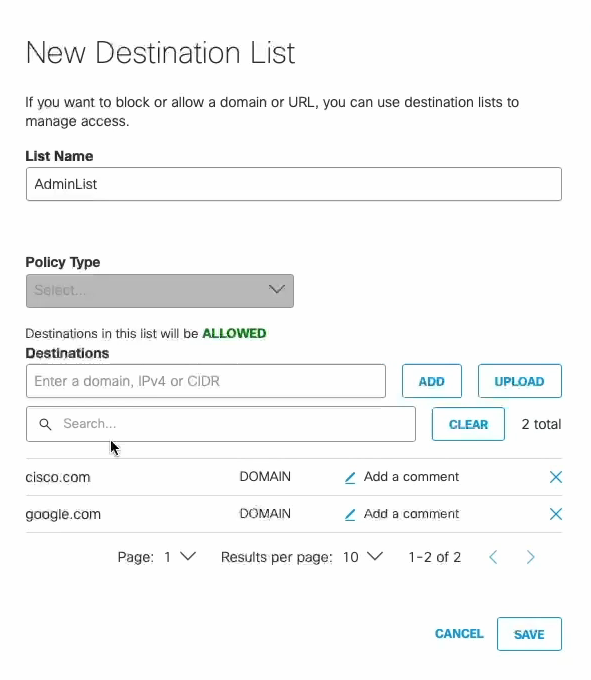 New Destination List
If you want to block or allow a domain or URL, you can use destination lists to
manage access.
List Name
AdminList
Policy Type
Select...
Destinations in this list will be ALLOWED
Destinations
Enter a domain, IPv4 or CIDR ADD UPLOAD
Search... CLEAR 2 total
cisco.com DOMAIN Add a comment
google.com DOMAIN Add a comment
Page: 1 Results per page: 10 1-2 of 2
CANCEL SAVE